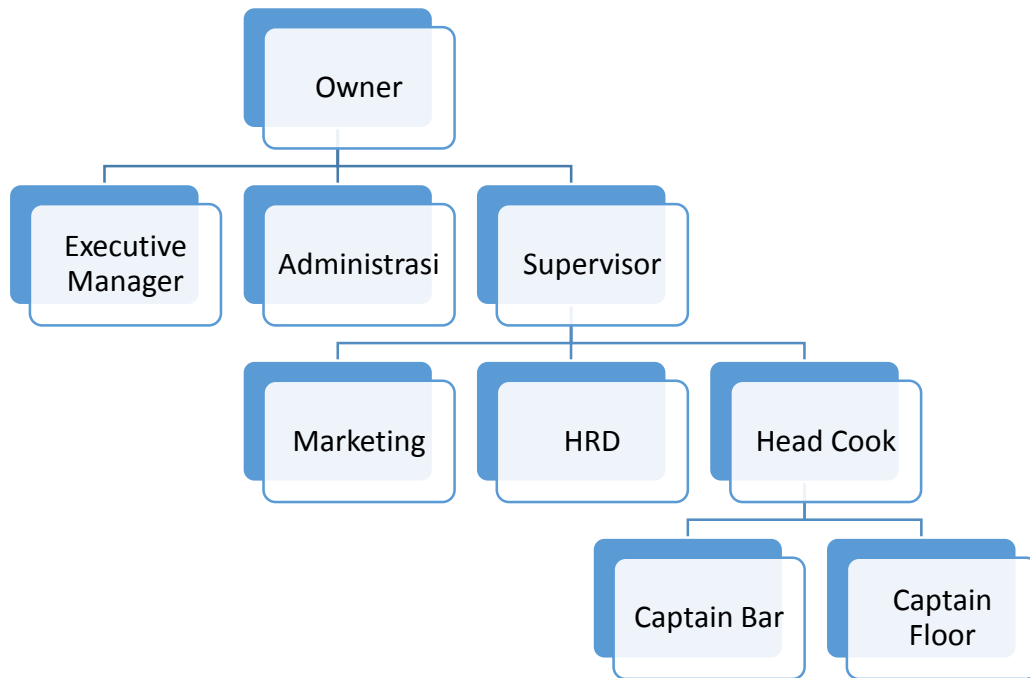 Owner
Executive
Manager
Administrasi
Supervisor
Marketing
HRD
Head Cook
Captain Bar
Captain
Floor